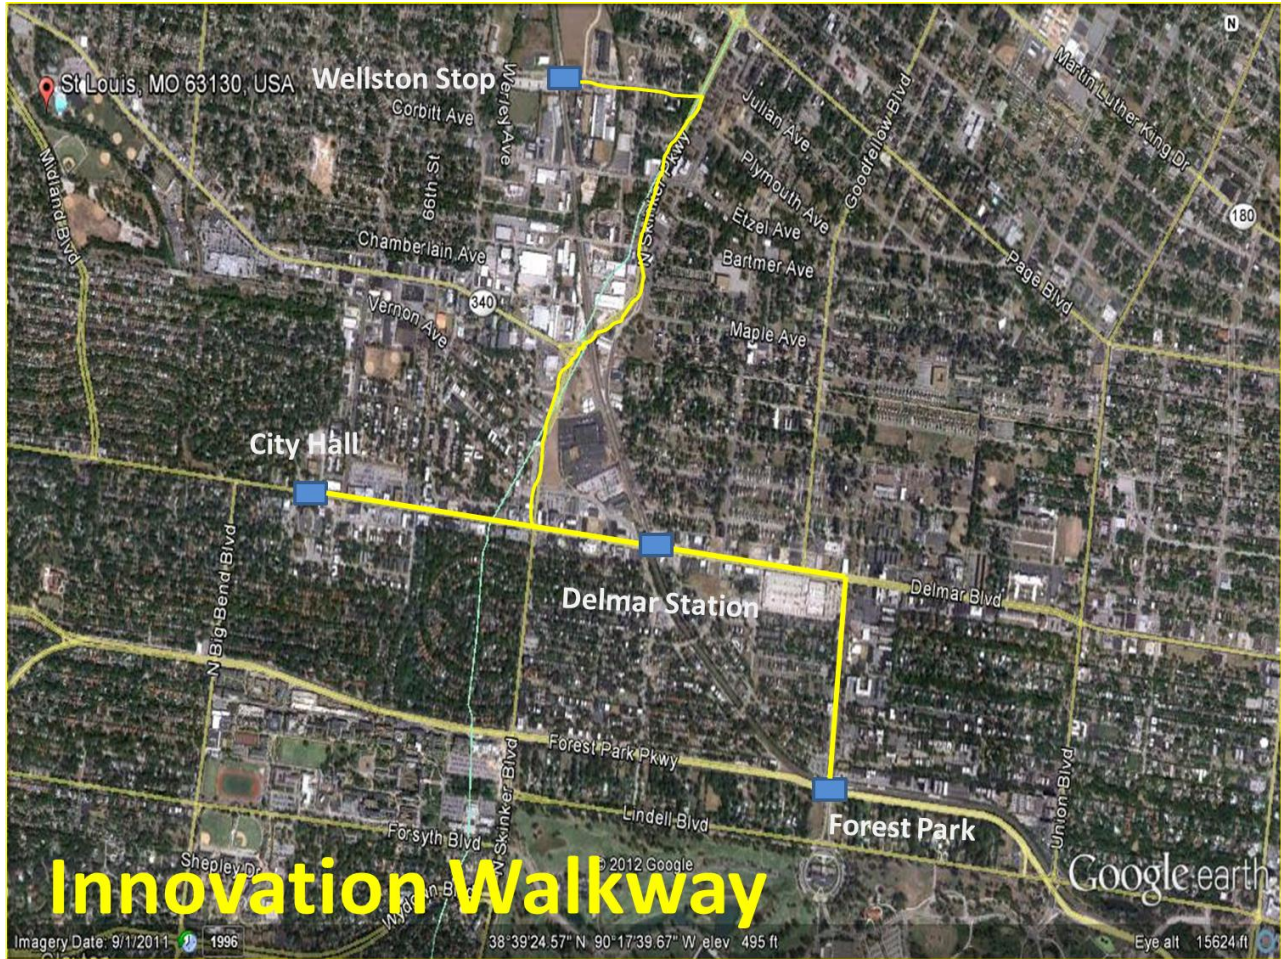 N
Wellston Stop
St Louis, MO 63130, USA
Corbitt Ave
Werley Ave
Martin Luther King Dr
Julian Ave
Goodfellow Blvd
Midland Blvd
66th St
N Skinker Pkwy
Plymouth Ave
Etzel Ave
180
Chamberlain Ave
Bartmer Ave
Page Blvd
340
Vernon Ave
Maple Ave
City Hall
N Big Bend Blvd
Delmar Station
Delmar Blvd
Forest Park Pkwy
N Skinker Blvd
Union Blvd
Lindell Blvd
Forest Park
Forsyth Blvd
Shepley Dr
© 2012 Google
Google earth
Innovation Walkway
Imagery Date: 9/1/2011
1996
38°39'24.57" N 90°17'39.67" W elev 495 ft
Eye alt 15624 ft